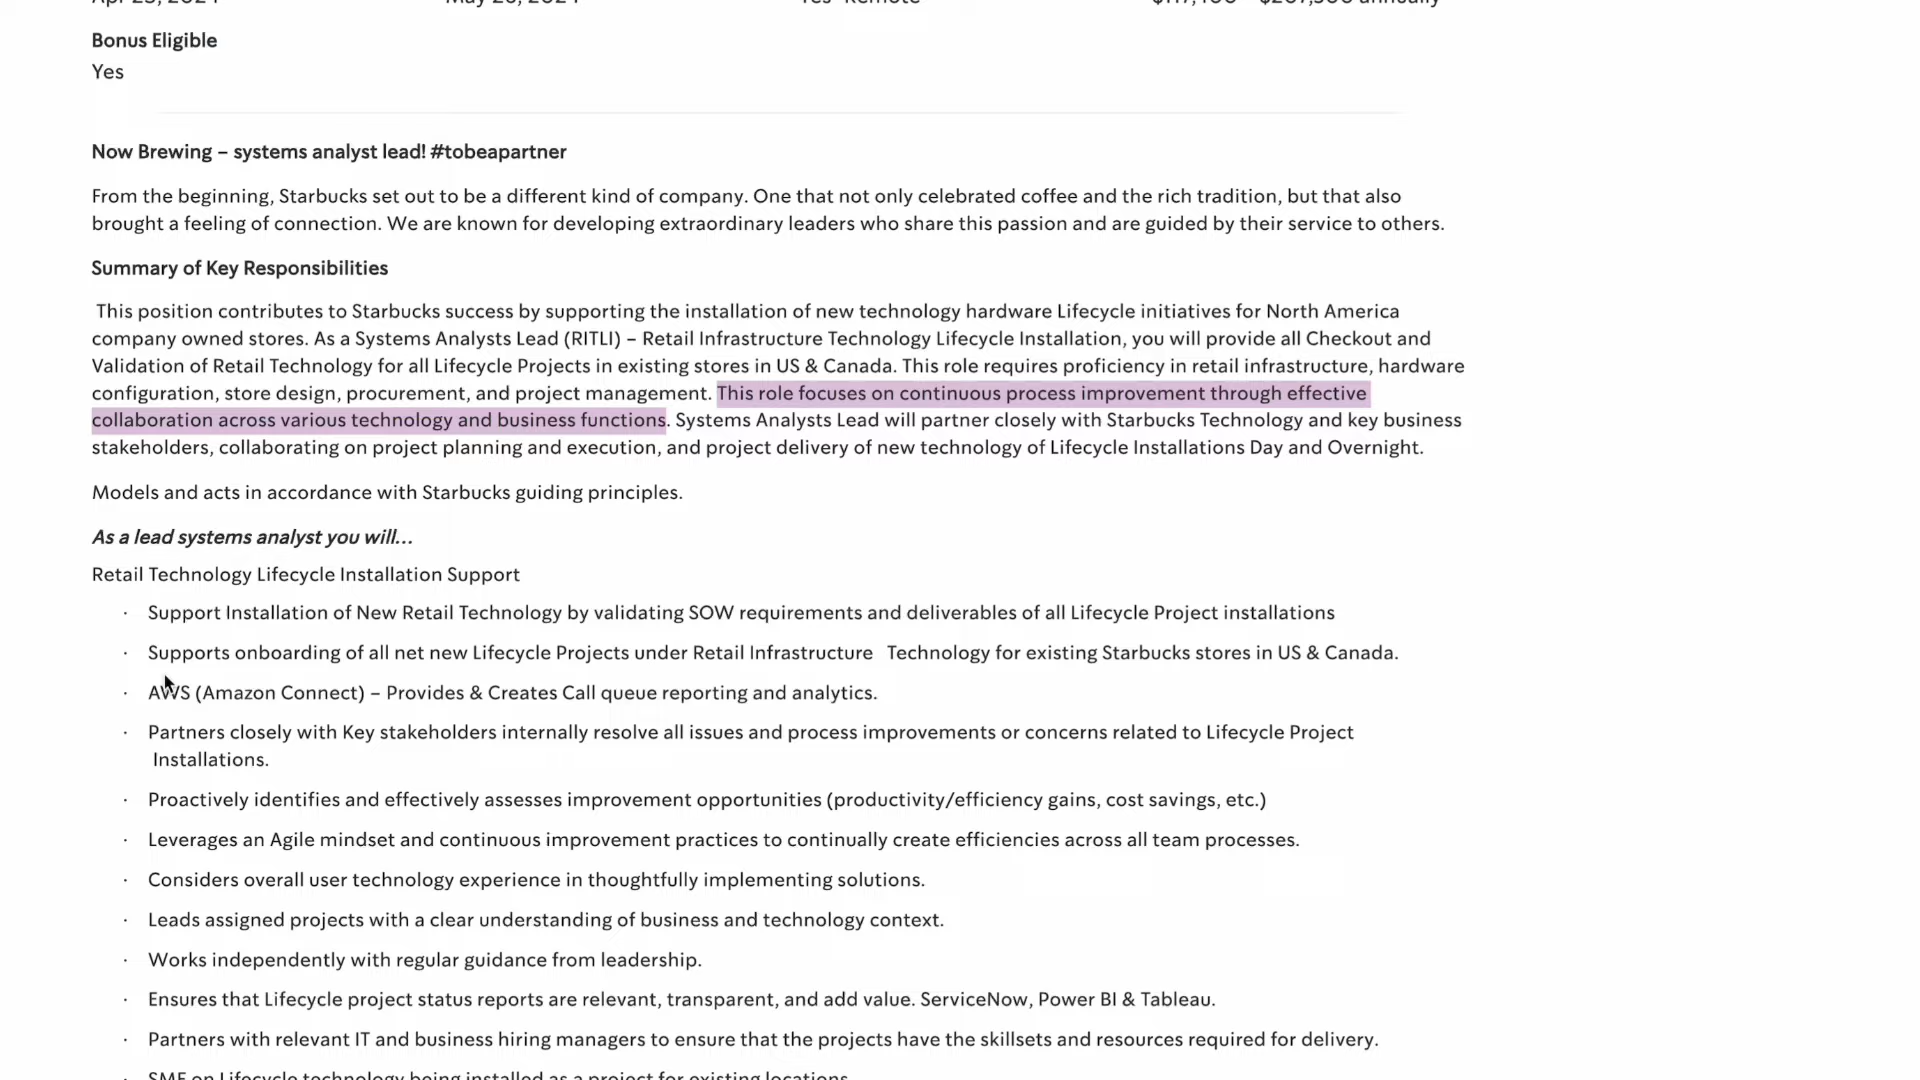 Bonus Eligible
Yes
Now Brewing – systems analyst lead! #tobeapartner
From the beginning, Starbucks set out to be a different kind of company. One that not only celebrated coffee and the rich tradition, but that also
brought a feeling of connection. We are known for developing extraordinary leaders who share this passion and are guided by their service to others.
Summary of Key Responsibilities
This position contributes to Starbucks success by supporting the installation of new technology hardware Lifecycle initiatives for North America
company owned stores. As a Systems Analysts Lead (RITLI) – Retail Infrastructure Technology Lifecycle Installation, you will provide all Checkout and
Validation of Retail Technology for all Lifecycle Projects in existing stores in US & Canada. This role requires proficiency in retail infrastructure, hardware
configuration, store design, procurement, and project management. This role focuses on continuous process improvement through effective
collaboration across various technology and business functions. Systems Analysts Lead will partner closely with Starbucks Technology and key business
stakeholders, collaborating on project planning and execution, and project delivery of new technology of Lifecycle Installations Day and Overnight.
Models and acts in accordance with Starbucks guiding principles.
As a lead systems analyst you will...
Retail Technology Lifecycle Installation Support
· Support Installation of New Retail Technology by validating SOW requirements and deliverables of all Lifecycle Project installations
· Supports onboarding of all net new Lifecycle Projects under Retail Infrastructure Technology for existing Starbucks stores in US & Canada.
· AWS (Amazon Connect) – Provides & Creates Call queue reporting and analytics.
· Partners closely with Key stakeholders internally resolve all issues and process improvements or concerns related to Lifecycle Project
Installations.
· Proactively identifies and effectively assesses improvement opportunities (productivity/efficiency gains, cost savings, etc.)
· Leverages an Agile mindset and continuous improvement practices to continually create efficiencies across all team processes.
· Considers overall user technology experience in thoughtfully implementing solutions.
· Leads assigned projects with a clear understanding of business and technology context.
· Works independently with regular guidance from leadership.
· Ensures that Lifecycle project status reports are relevant, transparent, and add value. ServiceNow, Power BI & Tableau.
· Partners with relevant IT and business hiring managers to ensure that the projects have the skillsets and resources required for delivery.
· SME on Lifecycle technology being installed as a project for existing locations